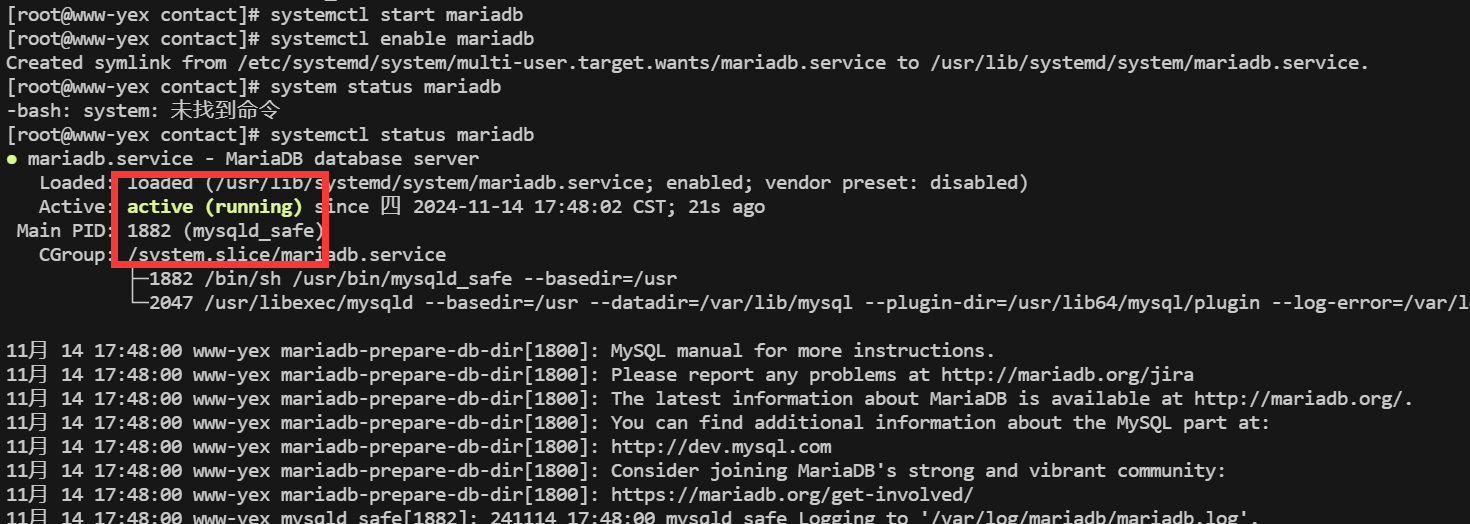 [root@www-yex contact]# systemctl start mariadb
[root@www-yex contact]# systemctl enable mariadb
Created symlink from /etc/systemd/system/multi-user.target.wants/mariadb.service to /usr/lib/systemd/system/mariadb.service.
[root@www-yex contact]# system status mariadb
-bash: system: 未找到命令
[root@www-yex contact]# systemctl status mariadb
● mariadb.service - MariaDB database server
Loaded: loaded (/usr/lib/systemd/system/mariadb.service; enabled; vendor preset: disabled)
Active: active (running) since 四 2024-11-14 17:48:02 CST; 21s ago
Main PID: 1882 (mysqld_safe)
CGroup: /system.slice/mariadb.service
├─1882 /bin/sh /usr/bin/mysqld_safe --basedir=/usr
└─2047 /usr/libexec/mysqld --basedir=/usr --datadir=/var/lib/mysql --plugin-dir=/usr/lib64/mysql/plugin --log-error=/var/l
11月 14 17:48:00 www-yex mariadb-prepare-db-dir[1800]: MySQL manual for more instructions.
11月 14 17:48:00 www-yex mariadb-prepare-db-dir[1800]: Please report any problems at http://mariadb.org/jira
11月 14 17:48:00 www-yex mariadb-prepare-db-dir[1800]: The latest information about MariaDB is available at http://mariadb.org/.
11月 14 17:48:00 www-yex mariadb-prepare-db-dir[1800]: You can find additional information about the MySQL part at:
11月 14 17:48:00 www-yex mariadb-prepare-db-dir[1800]: http://dev.mysql.com
11月 14 17:48:00 www-yex mariadb-prepare-db-dir[1800]: Consider joining MariaDB's strong and vibrant community:
11月 14 17:48:00 www-yex mariadb-prepare-db-dir[1800]: https://mariadb.org/get-involved/
11月 14 17:48:00 www-yex mysqld_safe[1882]: 241114 17:48:00 mysqld_safe Logging to '/var/log/mariadb/mariadb.log'.